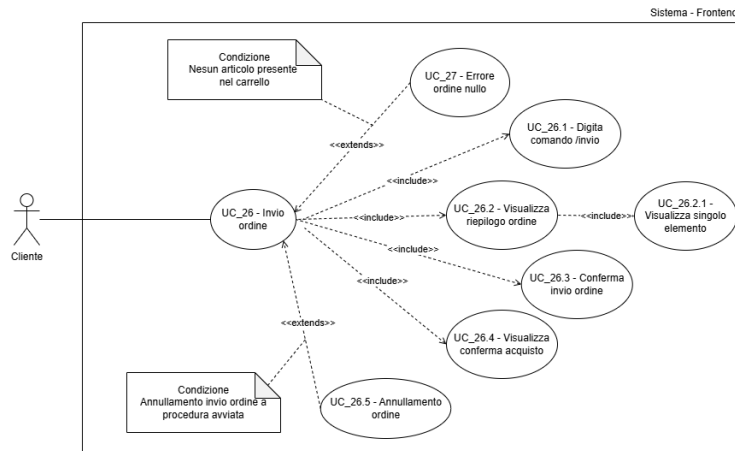 Sistema - Frontend
Condizione
Nesun articolo presente
nel carrello
UC_27 - Errore
ordine nullo
<<extends>>
UC_26.1 - Digita
comando /invio
<<include>>
Cliente
UC_26 - Invio
ordine
<<include>>
UC_26.2 - Visualizza
riepilogo ordine
<<include>>
UC_26.2.1 -
Visualizza singolo
elemento
<<include>>
UC_26.3 - Conferma
invio ordine
<<include>>
UC_26.4 - Visualizza
conferma acquisto
<<extends>>
Condizione
Annullamento invio ordine a
procedura avviata
UC_26.5 - Annullamento
ordine